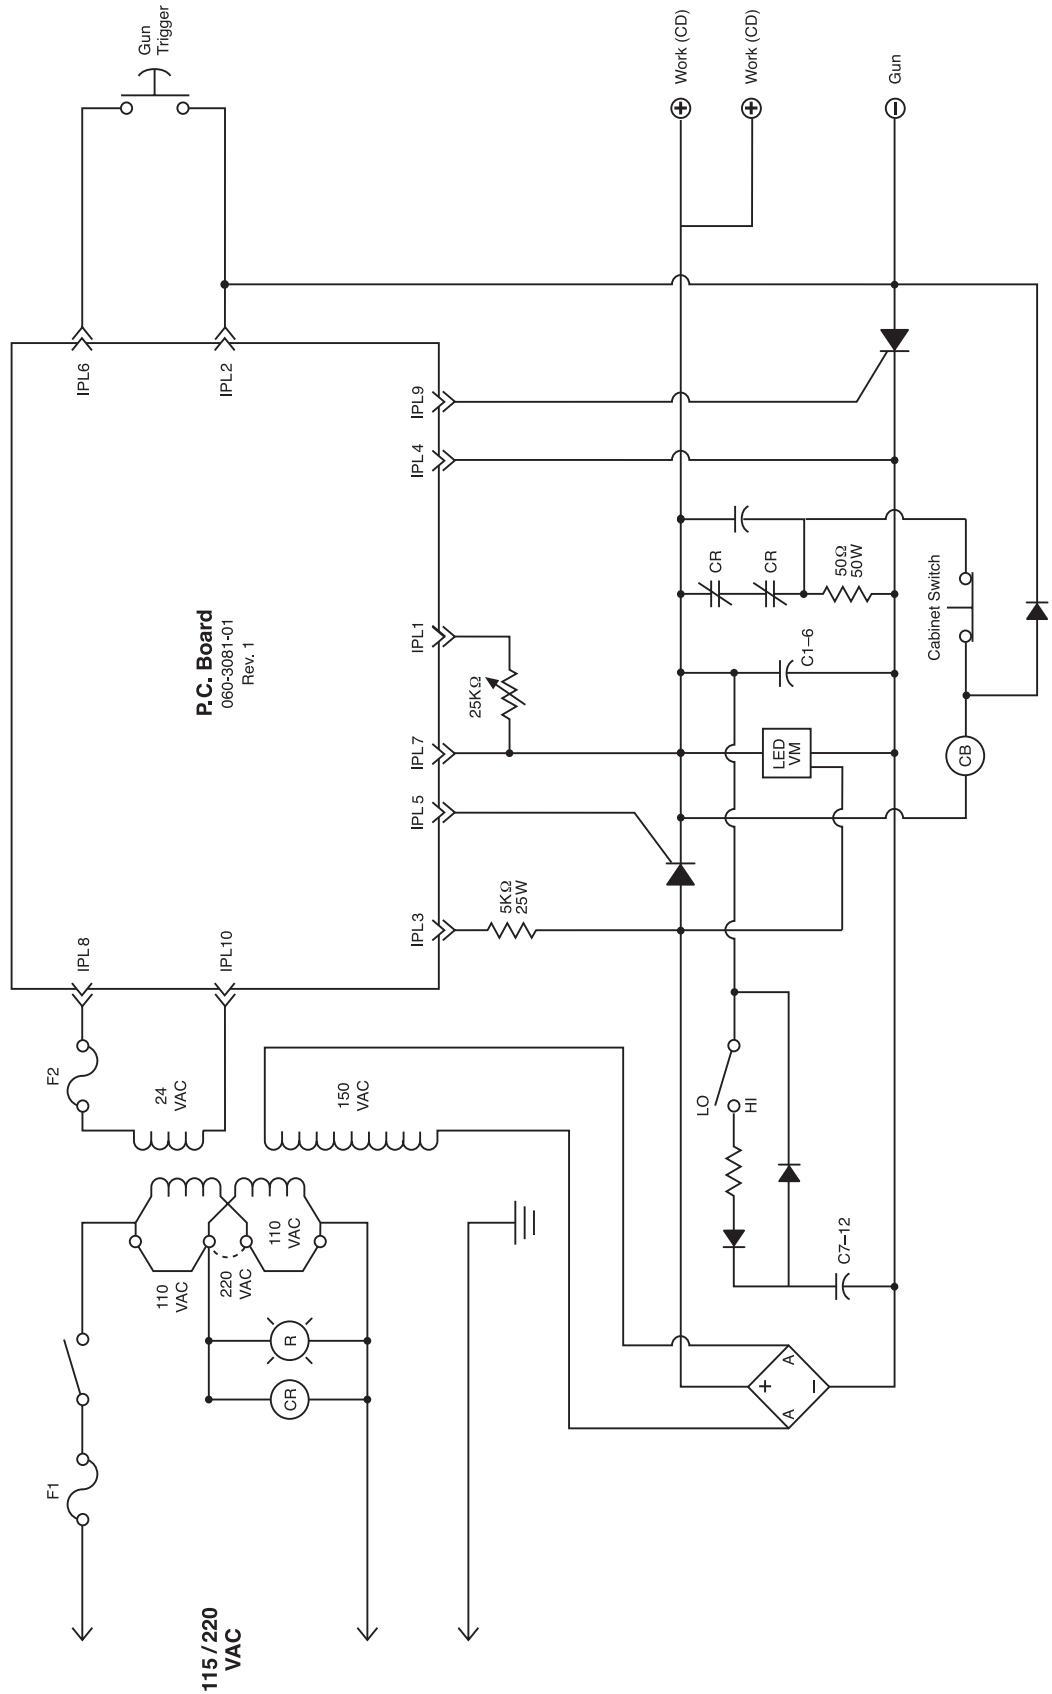 Gun
Trigger
Work (CD)
Work (CD)
Gun
+
+
−
IPL6
IPL2
IPL9
IPL4
P.C. Board
060-3081-01
Rev. 1
IPL1
IPL7
IPL5
IPL3
IPL8
IPL10
25KΩ
5KΩ
25W
CR
CR
50Ω
50W
C1–6
Cabinet Switch
LED
VM
CB
F2
24
VAC
150
VAC
LO
HI
110
VAC
220
VAC
110
VAC
R
CR
C7–12
A
+
−
A
F1
115/220
VAC